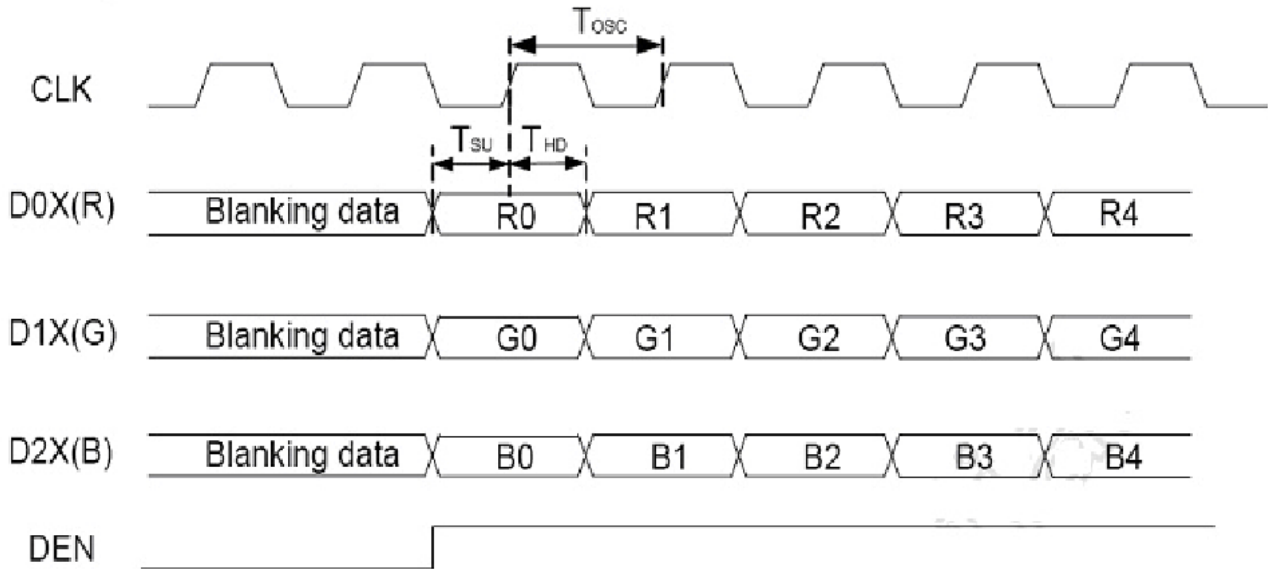 TOSC
CLK
TSU THD
D0X(R) Blanking data R0 R1 R2 R3 R4
D1X(G) Blanking data G0 G1 G2 G3 G4
D2X(B) Blanking data B0 B1 B2 B3 B4
DEN